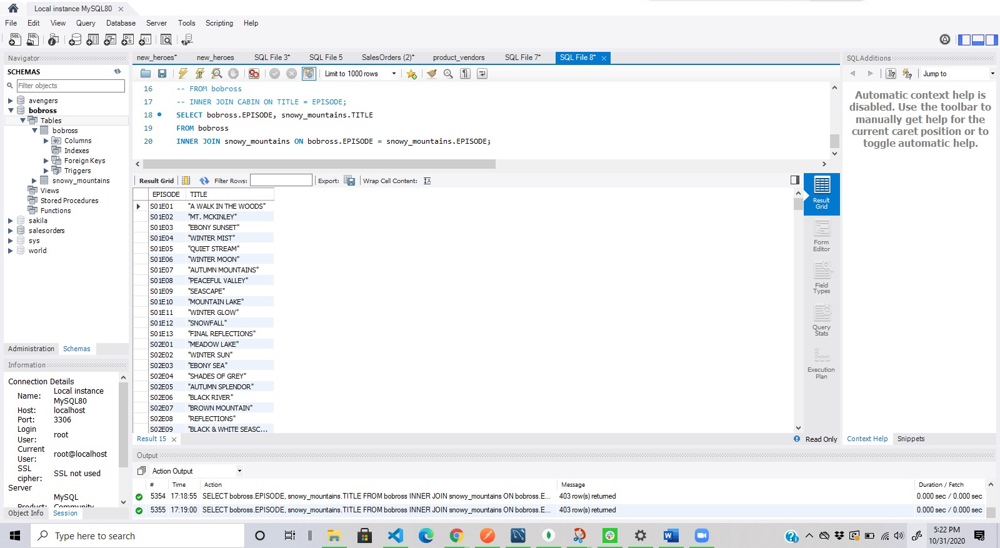 Local instance MySQL80
File Edit View Query Database Server Tools Scripting Help
Navigator
SCHEMAS
Filter objects
avengers
bobross
Tables
bobross
Columns
Indexes
Foreign Keys
Triggers
snowy_mountains
Views
Stored Procedures
Functions
sakila
salesorders
sys
world
Administration Schemas
Information
Connection Details
Name: Local instance MySQL80
Host: localhost
Port: 3306
Login User: root
Current User: root@localhost
SSL cipher: SSL not used
Server
MySQL
Product: Community
Object Info Session
new_heroes* new_heroes SQL File 3* SQL File 5 SalesOrders (2)* product_vendors SQL File 7* SQL File 8*
Limit to 1000 rows
16 -- FROM bobross
17 -- INNER JOIN CABIN ON TITLE = EPISODE;
18 SELECT bobross.EPISODE, snowy_mountains.TITLE
19 FROM bobross
20 INNER JOIN snowy_mountains ON bobross.EPISODE = snowy_mountains.EPISODE;
Result Grid Filter Rows: Export: Wrap Cell Content:
EPISODE TITLE
S01E01 "A WALK IN THE WOODS"
S01E02 "MT. MCKINLEY"
S01E03 "EBONY SUNSET"
S01E04 "WINTER MIST"
S01E05 "QUIET STREAM"
S01E06 "WINTER MOON"
S01E07 "AUTUMN MOUNTAINS"
S01E08 "PEACEFUL VALLEY"
S01E09 "SEASCAPE"
S01E10 "MOUNTAIN LAKE"
S01E11 "WINTER GLOW"
S01E12 "SNOWFALL"
S01E13 "FINAL REFLECTIONS"
S02E01 "MEADOW LAKE"
S02E02 "WINTER SUN"
S02E03 "EBONY SEA"
S02E04 "SHADES OF GREY"
S02E05 "AUTUMN SPLENDOR"
S02E06 "BLACK RIVER"
S02E07 "BROWN MOUNTAIN"
S02E08 "REFLECTIONS"
S02E09 "BLACK & WHITE SEASC...
Result Grid
Form Editor
Field Types
Query Stats
Execution Plan
Result 15
Read Only
SQLAdditions
Jump to
Automatic context help is
disabled. Use the toolbar to
manually get help for the
current caret position or to
toggle automatic help.
Context Help Snippets
Output
Action Output
# Time Action Message Duration / Fetch
5354 17:18:55 SELECT bobross.EPISODE, snowy_mountains.TITLE FROM bobross INNER JOIN snowy_mountains ON bobross.E... 403 row(s) returned 0.000 sec / 0.000 sec
5355 17:19:00 SELECT bobross.EPISODE, snowy_mountains.TITLE FROM bobross INNER JOIN snowy_mountains ON bobross.E... 403 row(s) returned 0.000 sec / 0.000 sec
Type here to search
5:22 PM
10/31/2020